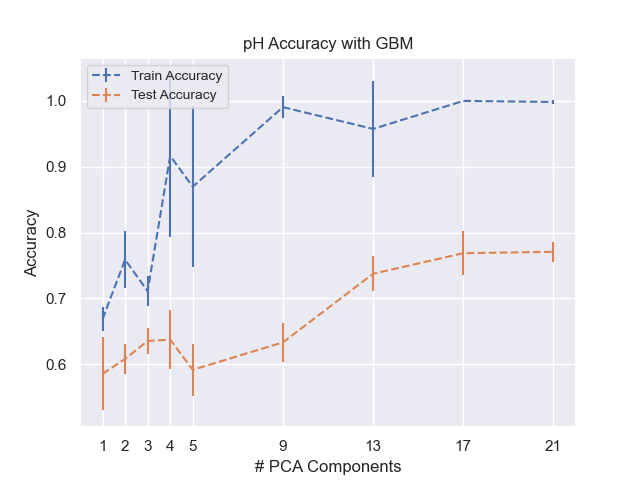 pH Accuracy with GBM
Train Accuracy
Test Accuracy
1.0
0.9
0.8
0.7
0.6
Accuracy
1 2 3 4 5 9 13 17 21
# PCA Components